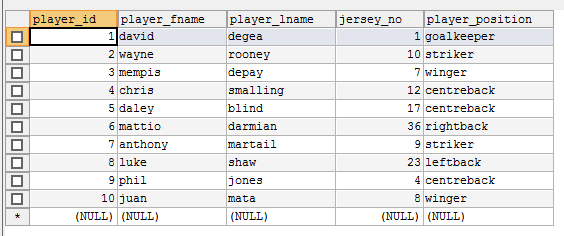 player_id player_fname player_lname jersey_no player_position
1 david degea 1 goalkeeper
2 wayne rooney 10 striker
3 mempis depay 7 winger
4 chris smalling 12 centreback
5 daley blind 17 centreback
6 mattio darmian 36 rightback
7 anthony martail 9 striker
8 luke shaw 23 leftback
9 phil jones 4 centreback
10 juan mata 8 winger
* (NULL) (NULL) (NULL) (NULL) (NULL)